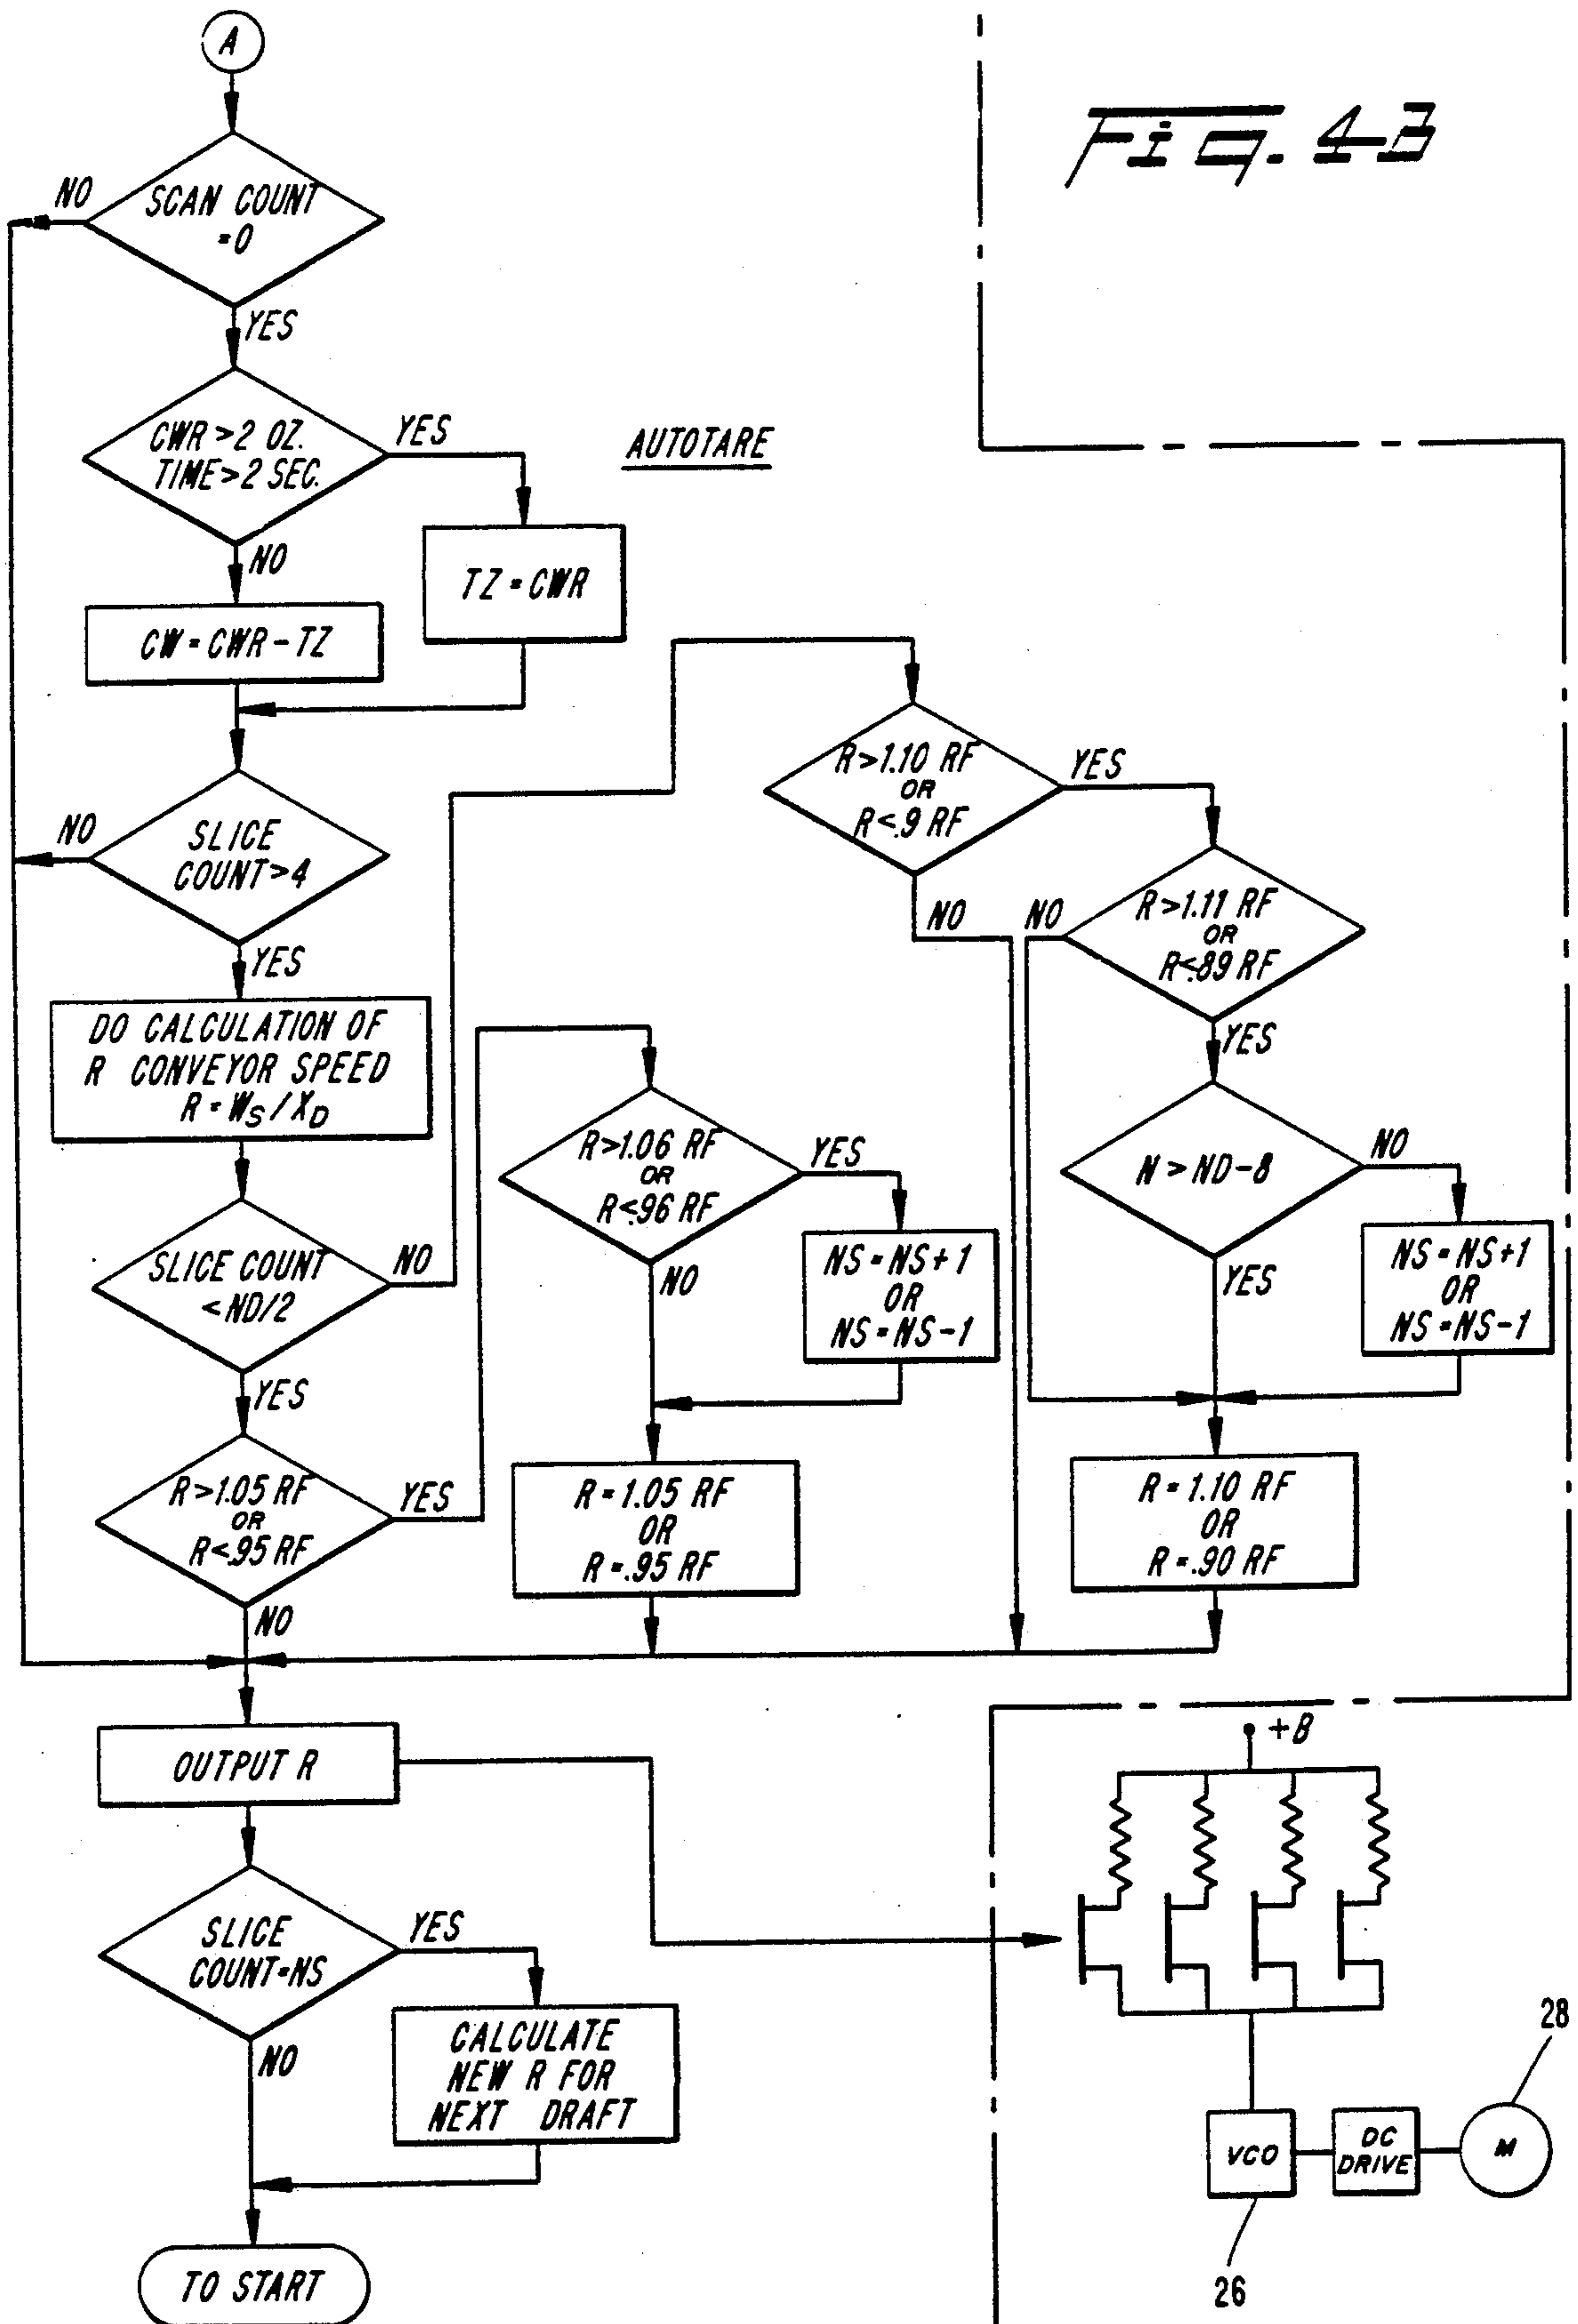 A
Fig. 4-3
NO
SCAN COUNT
=0
YES
CWR>2 OZ.
TIME>2 SEC.
YES
AUTOTARE
NO
TZ=CWR
CW=CWR-TZ
NO
SLICE
COUNT>4
YES
DO CALCULATION OF
R CONVEYOR SPEED
R=WS/XD
SLICE COUNT
<ND/2
NO
YES
R>1.05 RF
OR
R<.95 RF
YES
NO
R>1.06 RF
OR
R<.96 RF
YES
NO
NS=NS+1
OR
NS=NS-1
R=1.05 RF
OR
R=.95 RF
R>1.10 RF
OR
R<.9 RF
YES
NO
NO
R>1.11 RF
OR
R<.89 RF
YES
N>ND-8
NO
YES
NS=NS+1
OR
NS=NS-1
R=1.10 RF
OR
R=.90 RF
OUTPUT R
SLICE
COUNT=NS
YES
NO
CALCULATE
NEW R FOR
NEXT DRAFT
TO START
+B
VCO
DC
DRIVE
M
28
26